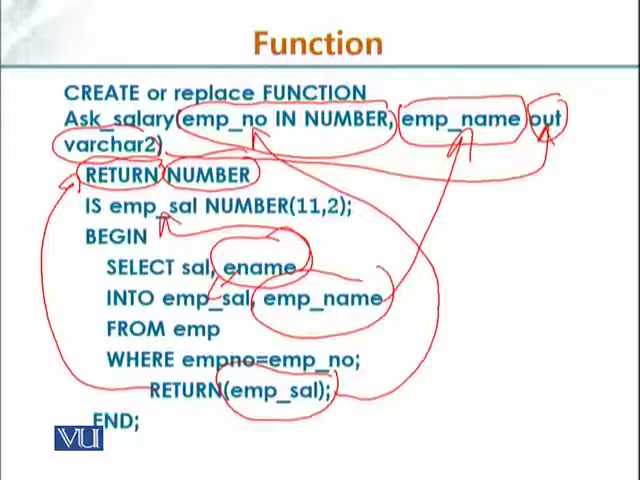 Function
CREATE or replace FUNCTION
Ask_salary(emp_no IN NUMBER, emp_name out
varchar2)
RETURN NUMBER
IS emp_sal NUMBER(11,2);
BEGIN
SELECT sal, ename
INTO emp_sal, emp_name
FROM emp
WHERE empno=emp_no;
RETURN(emp_sal);
END;
VU